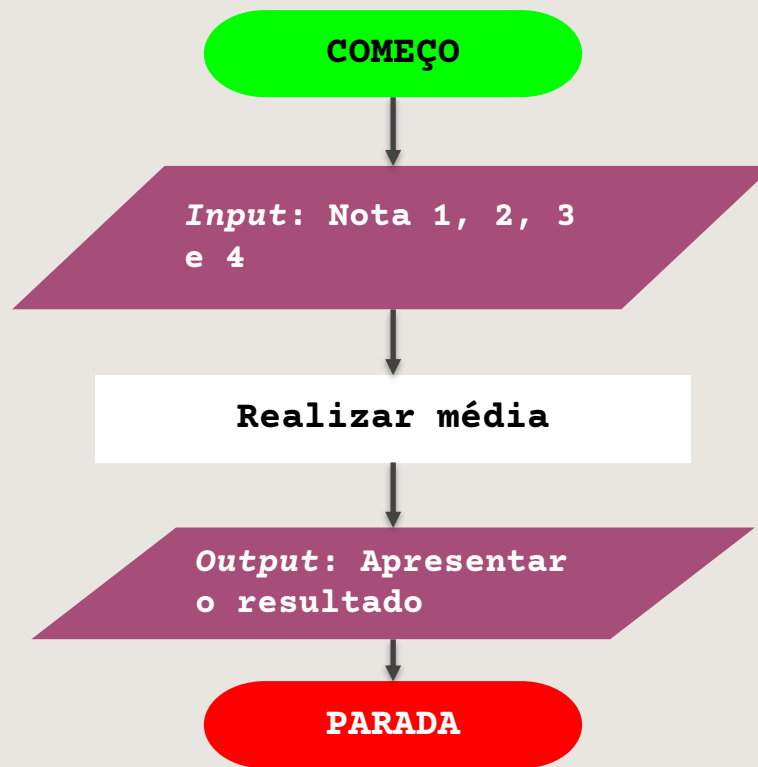 COMEÇO
Input: Nota 1, 2, 3
e 4
Realizar média
Output: Apresentar
o resultado
PARADA